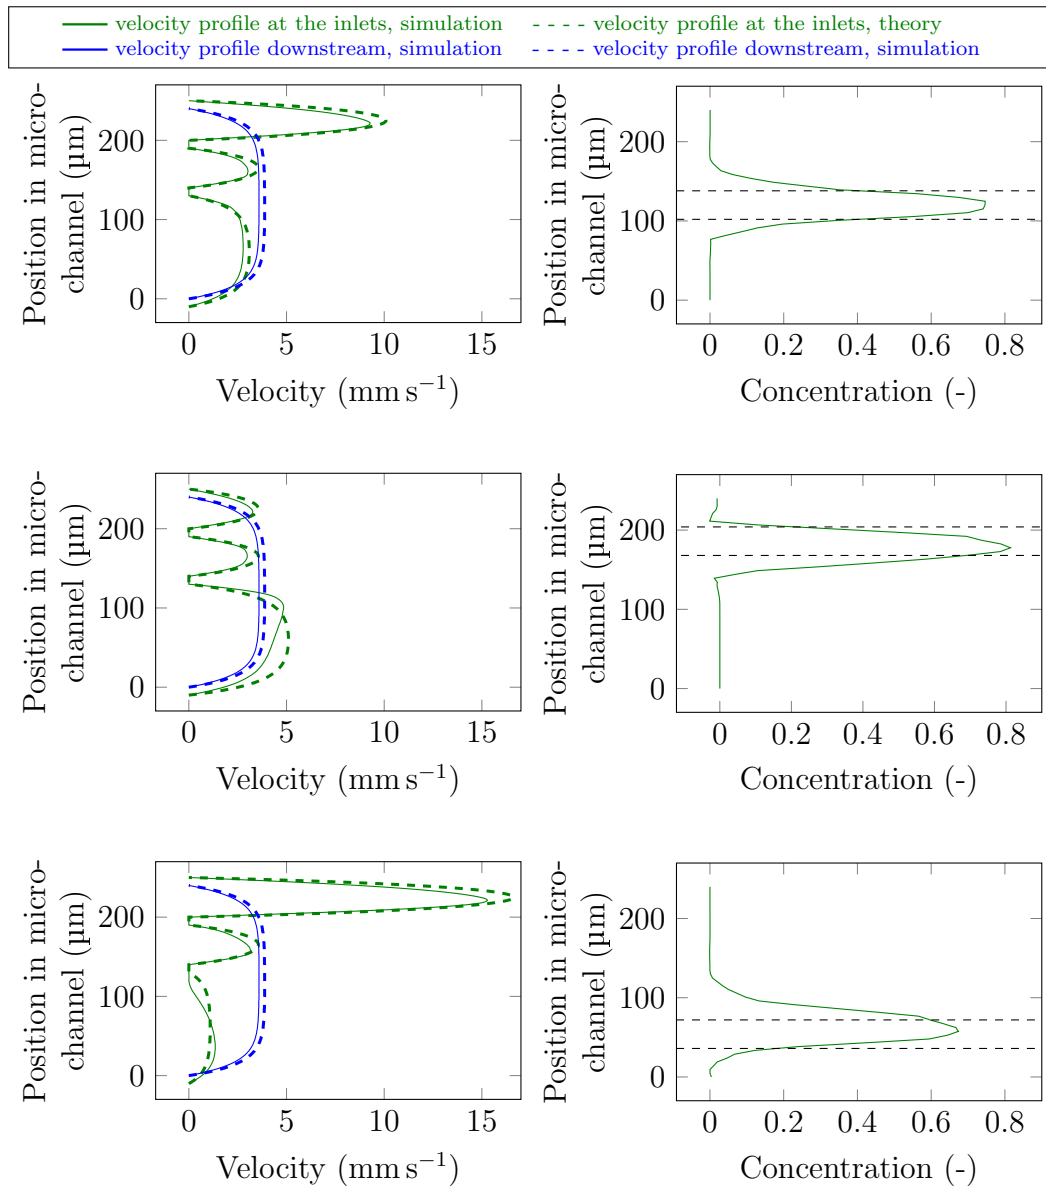 velocity profile at the inlets, simulation
velocity profile at the inlets, theory
velocity profile downstream, simulation
velocity profile downstream, simulation
Position in micro-
channel (µm)
200
100
0
0 5 10 15
Velocity (mm s⁻¹)
Position in micro-
channel (µm)
200
100
0
0 0.2 0.4 0.6 0.8
Concentration (-)
Position in micro-
channel (µm)
200
100
0
0 5 10 15
Velocity (mm s⁻¹)
Position in micro-
channel (µm)
200
100
0
0 0.2 0.4 0.6 0.8
Concentration (-)
Position in micro-
channel (µm)
200
100
0
0 5 10 15
Velocity (mm s⁻¹)
Position in micro-
channel (µm)
200
100
0
0 0.2 0.4 0.6 0.8
Concentration (-)